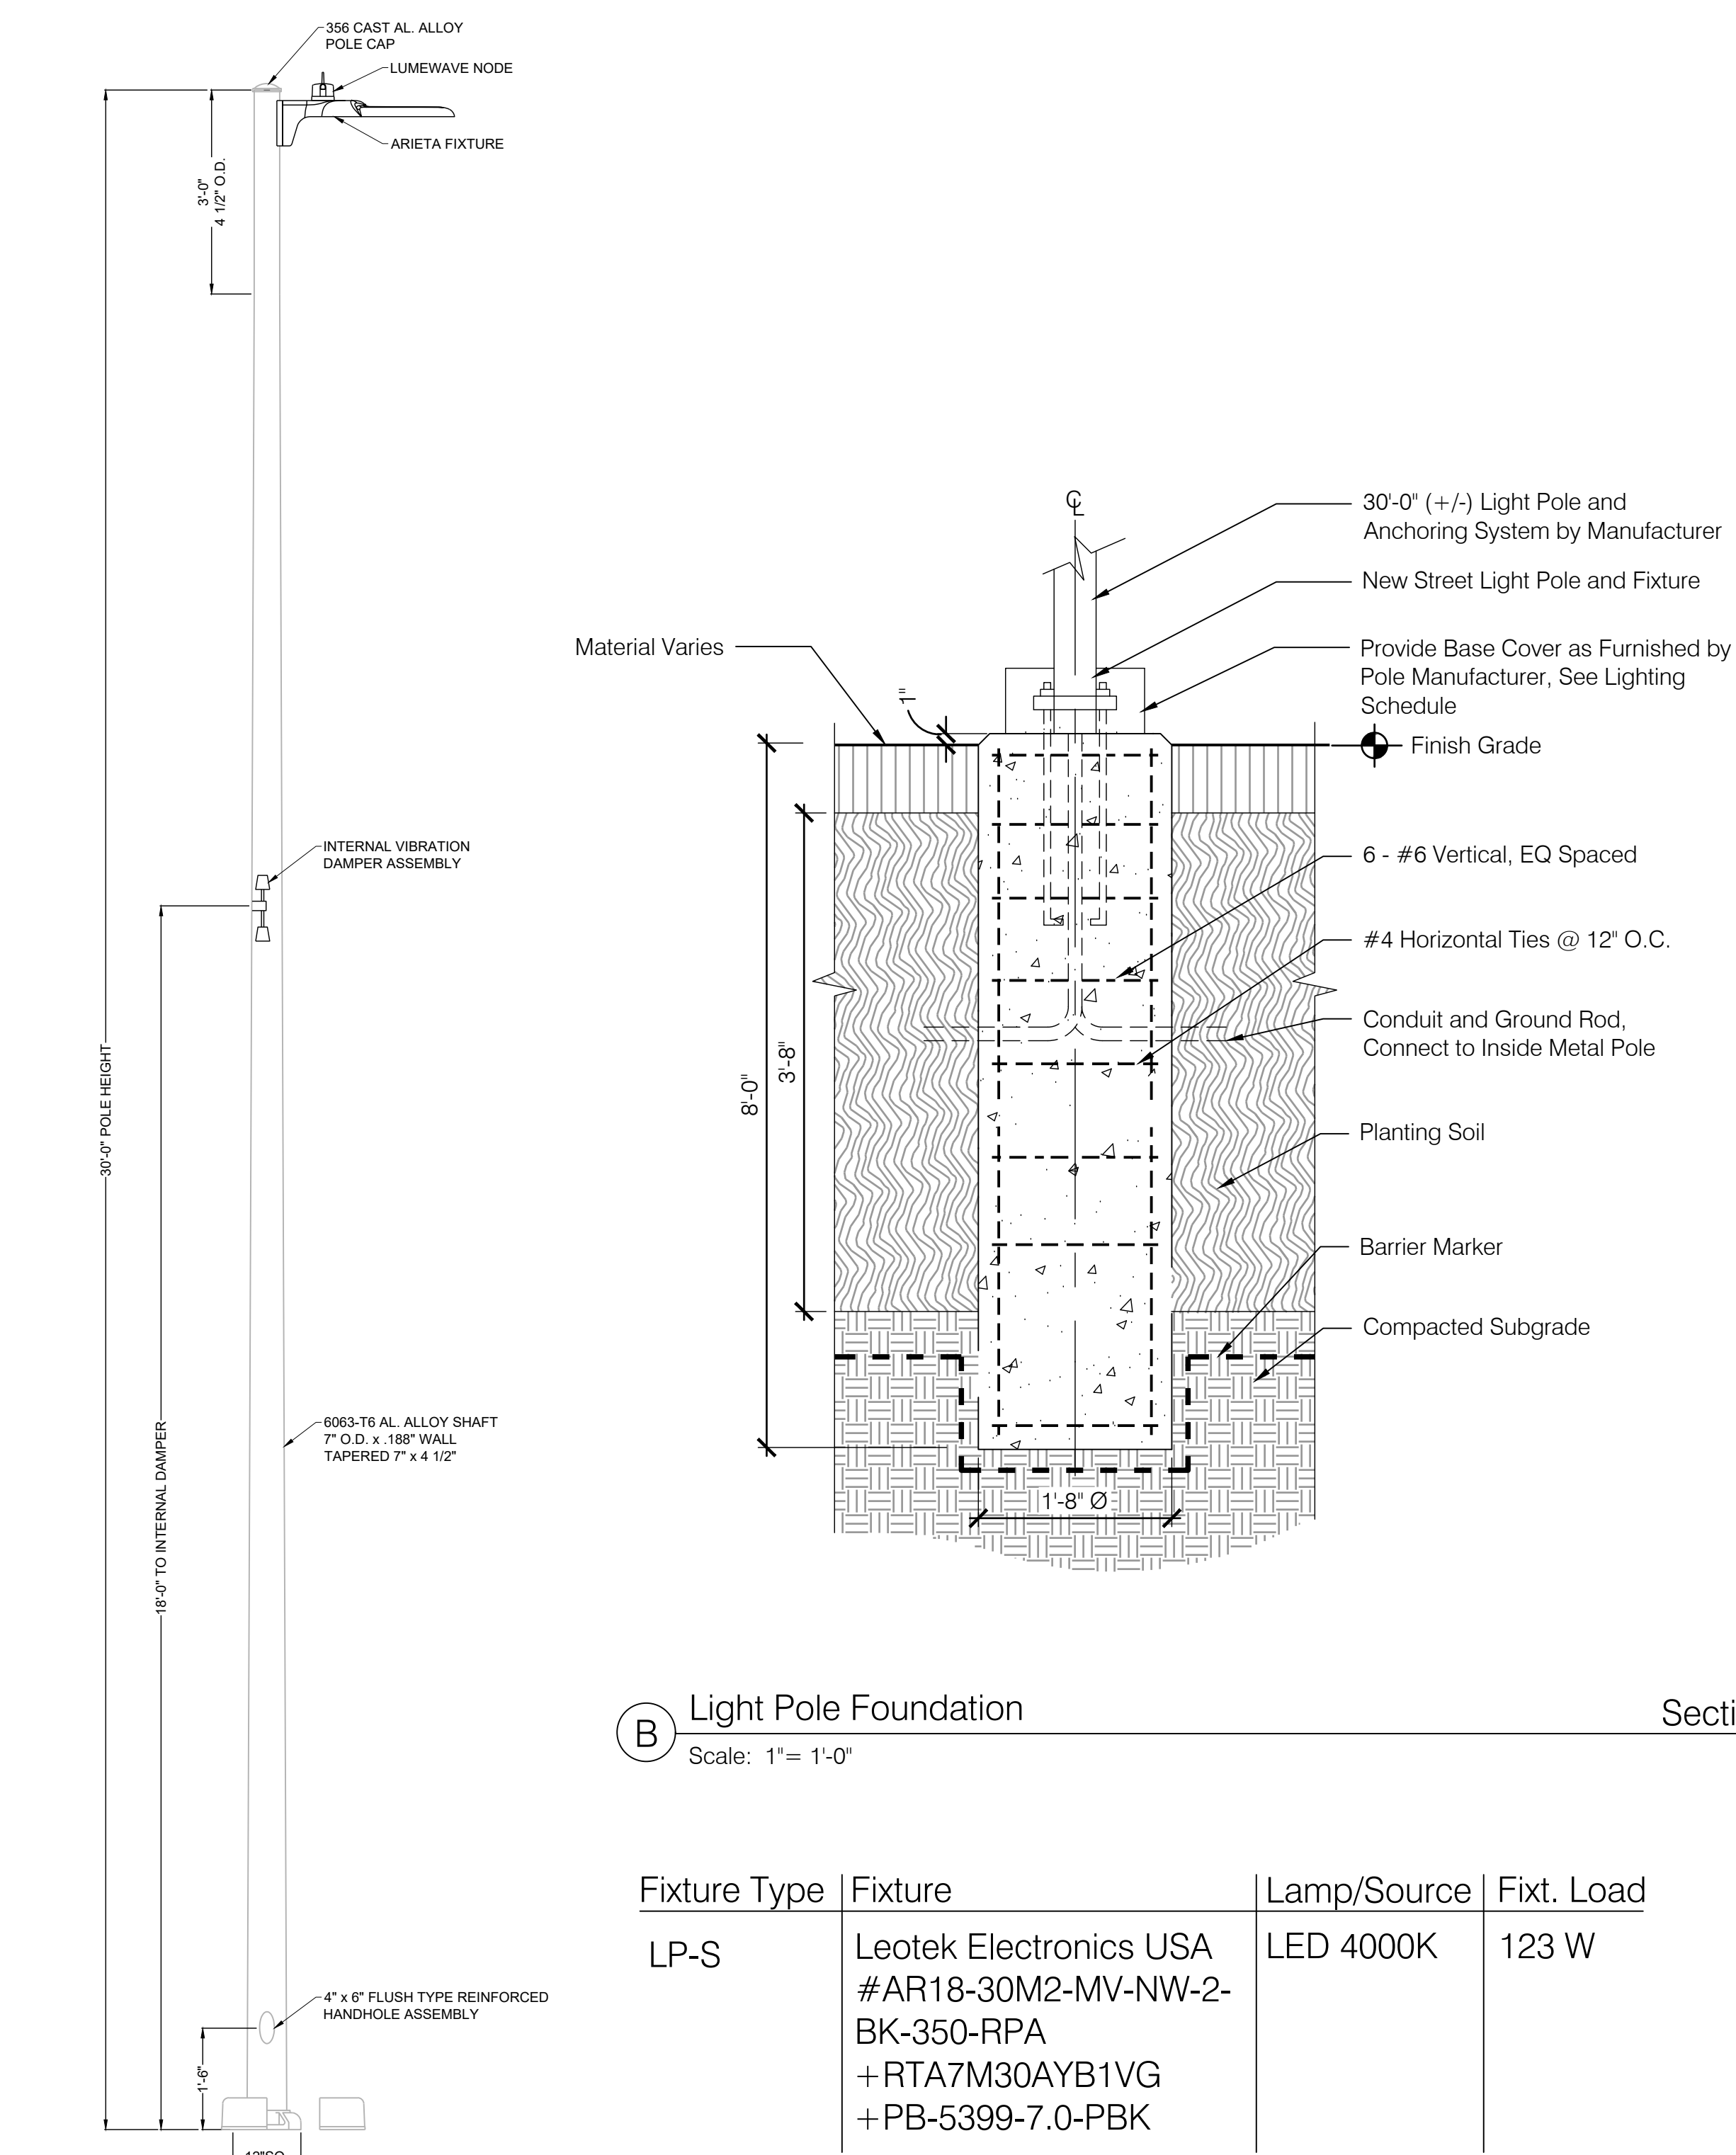 356 CAST AL. ALLOY
POLE CAP
LUMEWAVE NODE
ARIETA FIXTURE
3'-0"
4 1/2" O.D.
INTERNAL VIBRATION
DAMPER ASSEMBLY
30'-0" POLE HEIGHT
18'-0" TO INTERNAL DAMPER
6063-T6 AL. ALLOY SHAFT
7" O.D. x .188" WALL
TAPERED 7" x 4 1/2"
4" x 6" FLUSH TYPE REINFORCED
HANDHOLE ASSEMBLY
1'-6"
12"SQ
℄
30'-0" (+/-) Light Pole and
Anchoring System by Manufacturer
New Street Light Pole and Fixture
Material Varies
Provide Base Cover as Furnished by
Pole Manufacturer, See Lighting
Schedule
1"
Finish Grade
6 - #6 Vertical, EQ Spaced
#4 Horizontal Ties @ 12" O.C.
Conduit and Ground Rod,
Connect to Inside Metal Pole
8'-0"
3'-8"
Planting Soil
Barrier Marker
Compacted Subgrade
1'-8" Ø
B
Light Pole Foundation
Secti
Scale: 1"= 1'-0"
Fixture Type Fixture Lamp/Source Fixt. Load
LP-S Leotek Electronics USA LED 4000K 123 W
#AR18-30M2-MV-NW-2-
BK-350-RPA
+RTA7M30AYB1VG
+PB-5399-7.0-PBK